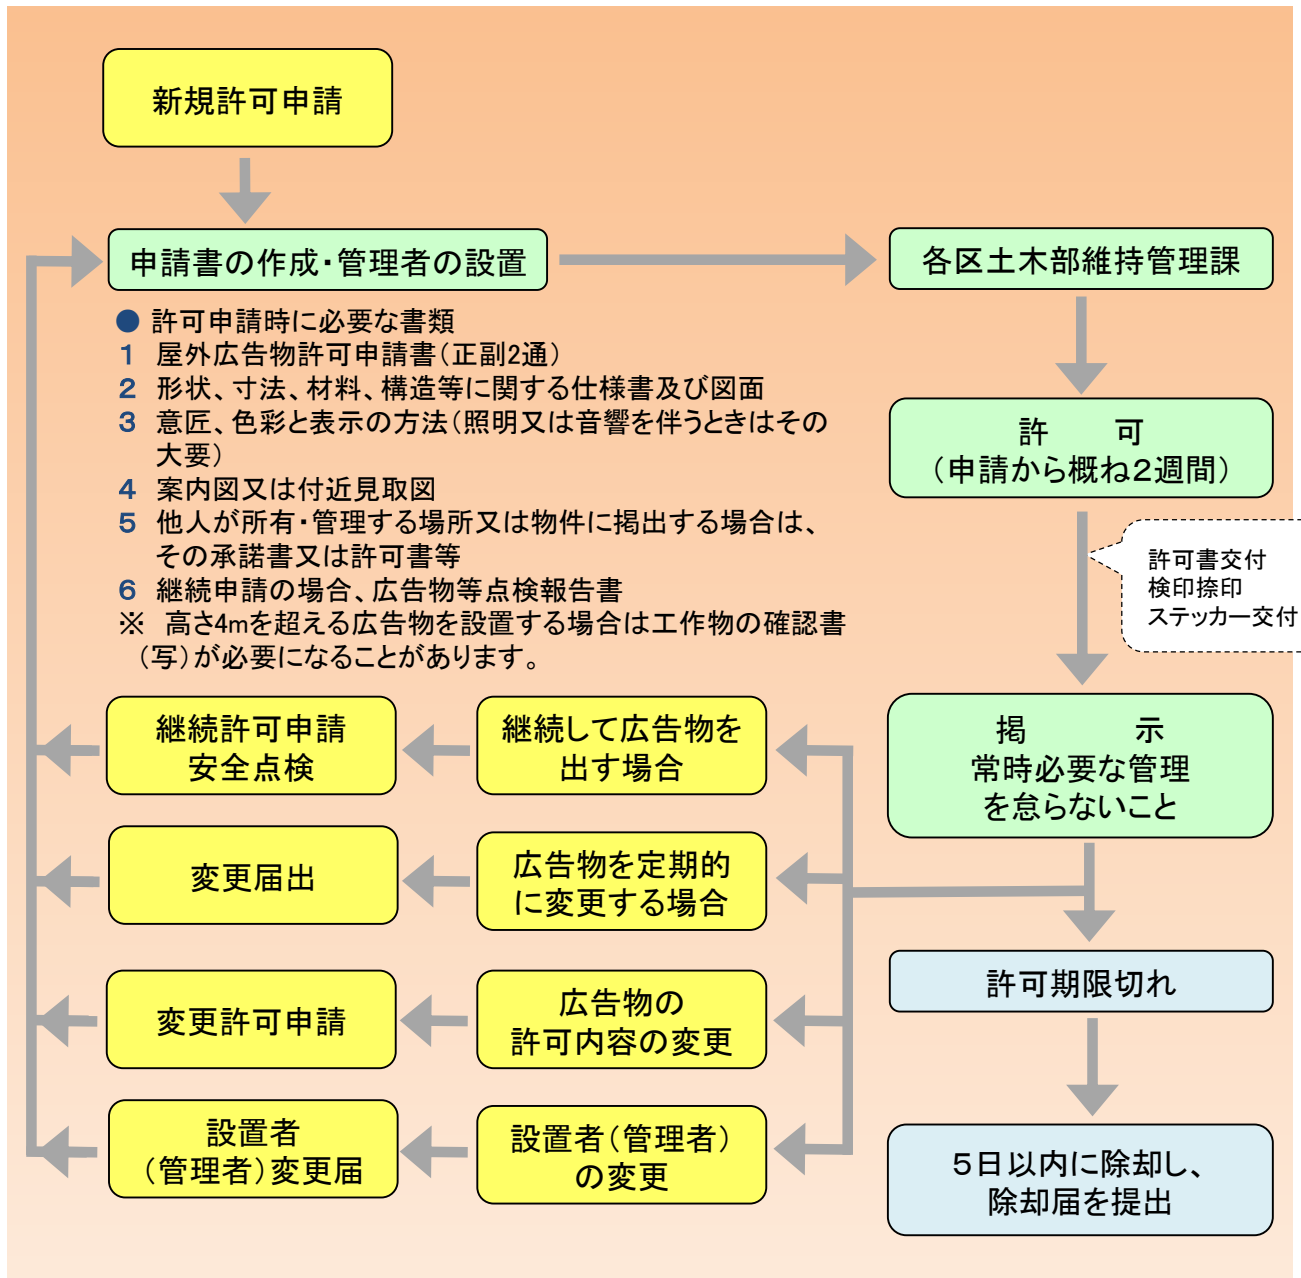 新規許可申請
申請書の作成・管理者の設置
各区土木部維持管理課
● 許可申請時に必要な書類
1 屋外広告物許可申請書(正副2通)
2 形状、寸法、材料、構造等に関する仕様書及び図面
3 意匠、色彩と表示の方法(照明又は音響を伴うときはその
大要)
4 案内図又は付近見取図
5 他人が所有・管理する場所又は物件に掲出する場合は、
その承諾書又は許可書等
6 継続申請の場合、広告物等点検報告書
※ 高さ4mを超える広告物を設置する場合は工作物の確認書
(写)が必要になることがあります。
許 可
(申請から概ね2週間)
許可書交付
検印捺印
ステッカー交付
掲 示
常時必要な管理
を怠らないこと
継続して広告物を
出す場合
継続許可申請
安全点検
広告物を定期的
に変更する場合
変更届出
広告物の
許可内容の変更
変更許可申請
設置者(管理者)
の変更
設置者
(管理者)変更届
許可期限切れ
5日以内に除却し、
除却届を提出